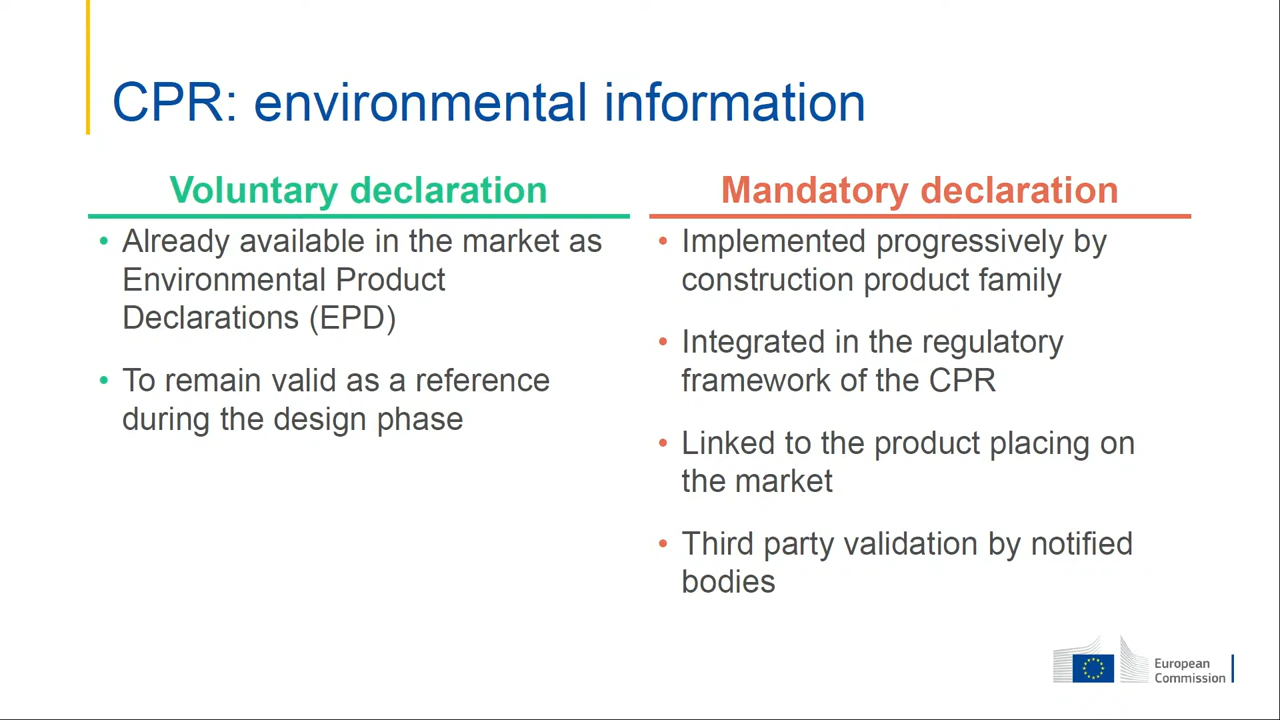 CPR: environmental information
Voluntary declaration
• Already available in the market as
Environmental Product
Declarations (EPD)
• To remain valid as a reference
during the design phase
Mandatory declaration
• Implemented progressively by
construction product family
• Integrated in the regulatory
framework of the CPR
• Linked to the product placing on
the market
• Third party validation by notified
bodies
European
Commission